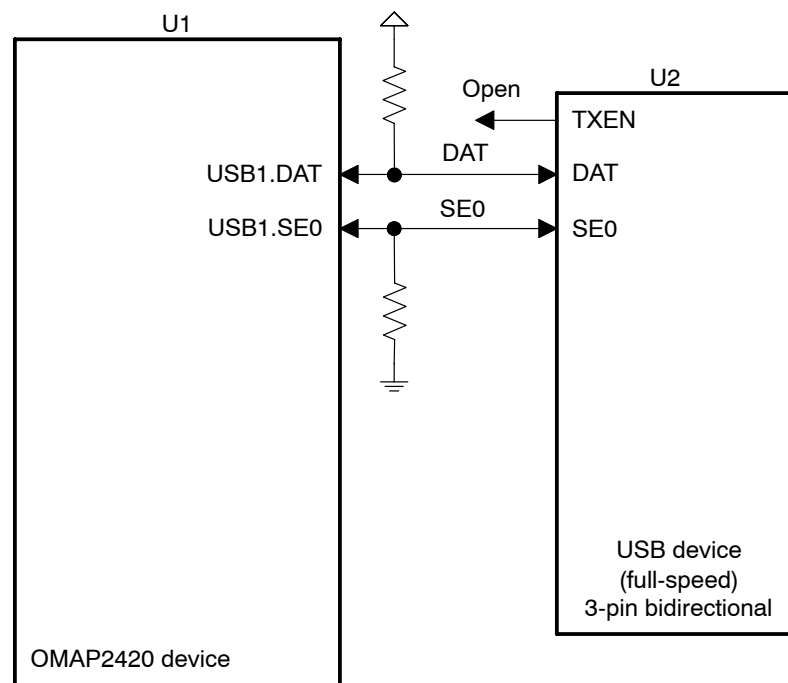 U1
U2
Open
TXEN
DAT
USB1.DAT
DAT
SE0
USB1.SE0
SE0
USB device
(full-speed)
3-pin bidirectional
OMAP2420 device